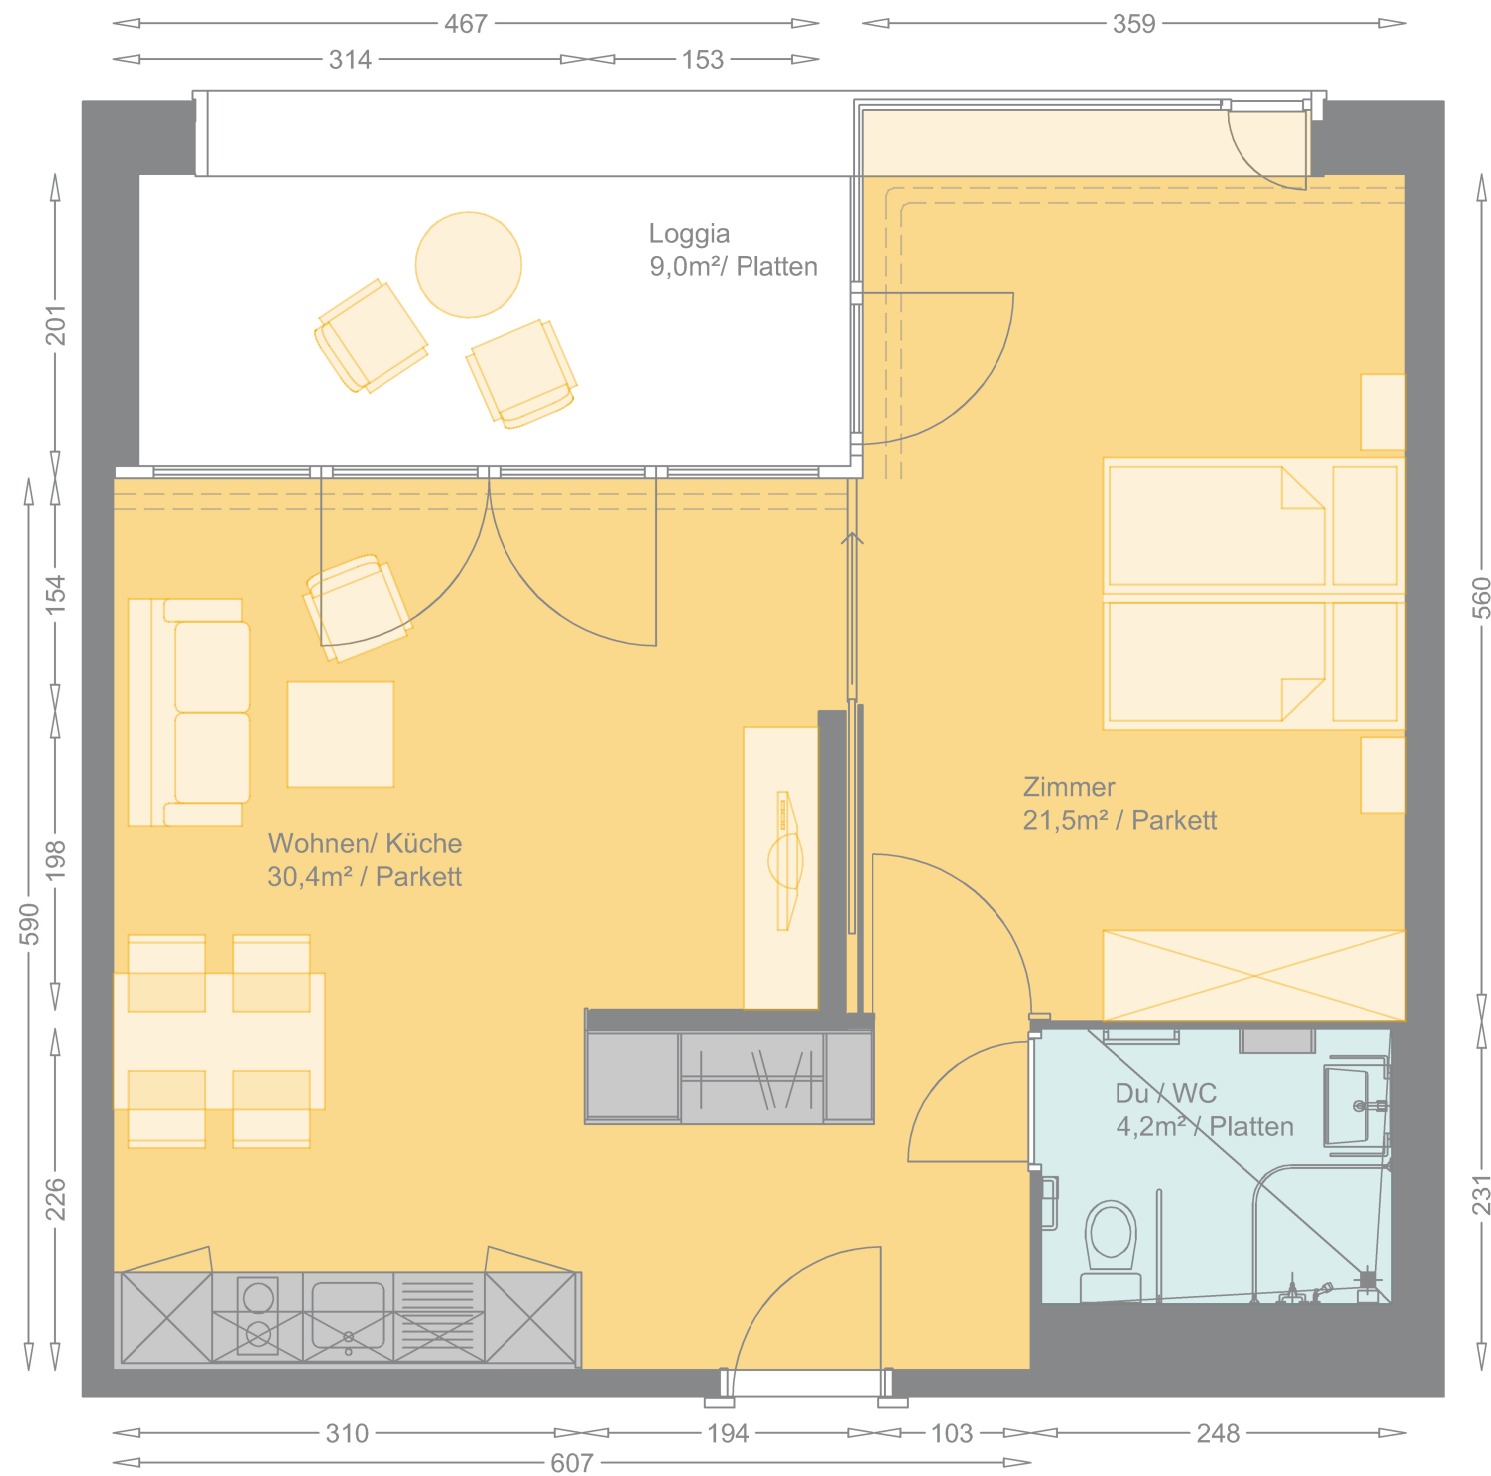 467
359
314
153
Loggia
9,0m²/ Platten
201
154
560
590
198
Zimmer
21,5m² / Parkett
Wohnen/ Küche
30,4m² / Parkett
Du / WC
4,2m² / Platten
226
231
310
194
103
248
607